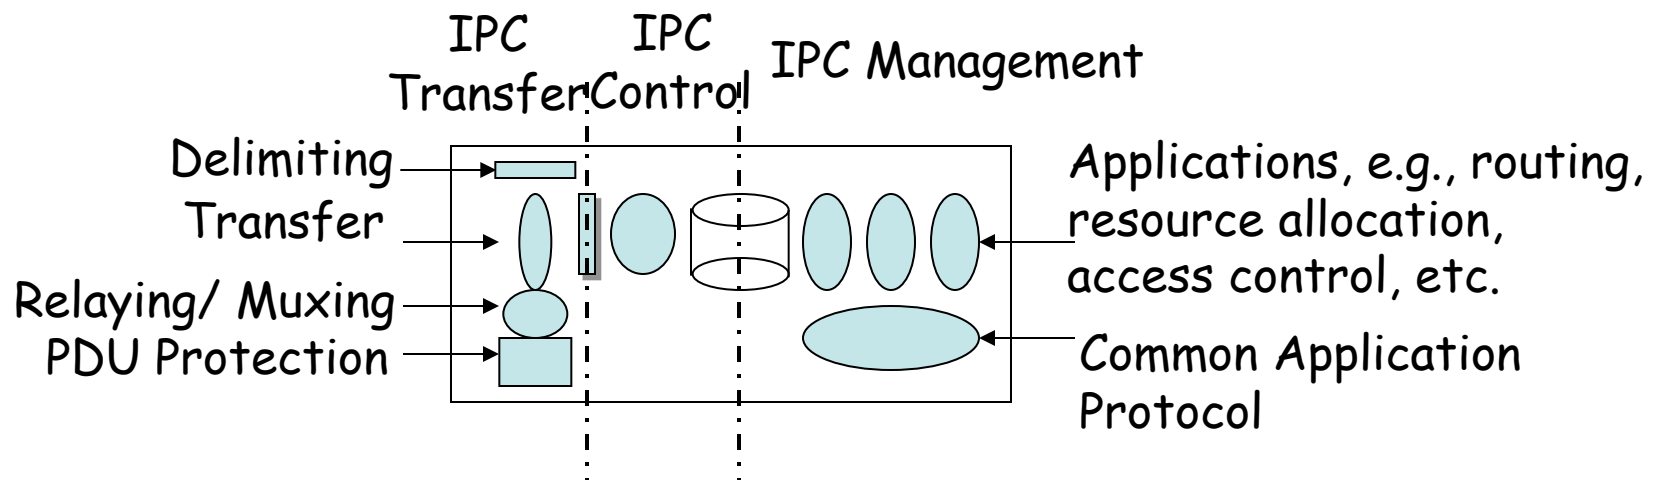 IPC
Transfer
IPC
Control
IPC Management
Delimiting
Transfer
Relaying/ Muxing
PDU Protection
Applications, e.g., routing,
resource allocation,
access control, etc.
Common Application
Protocol